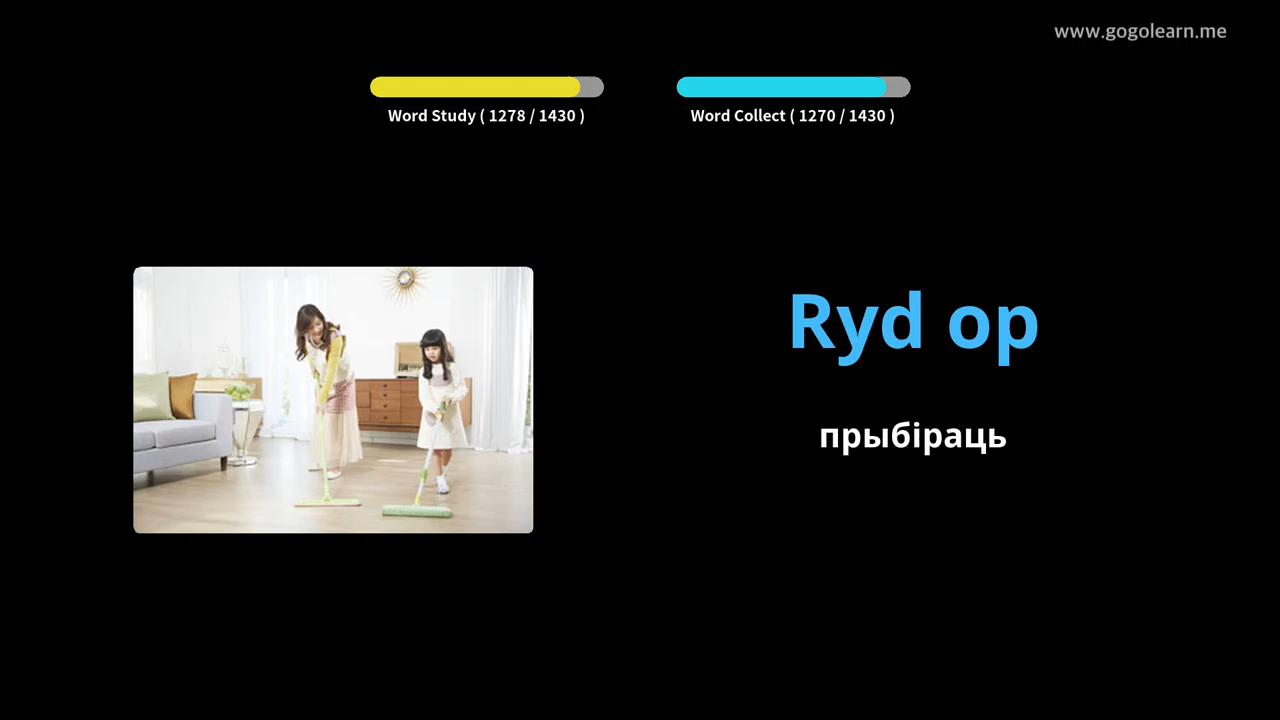 www.gogolearn.me
Word Study ( 1278 / 1430 )
Word Collect ( 1270 / 1430 )
Ryd op
прыбіраць